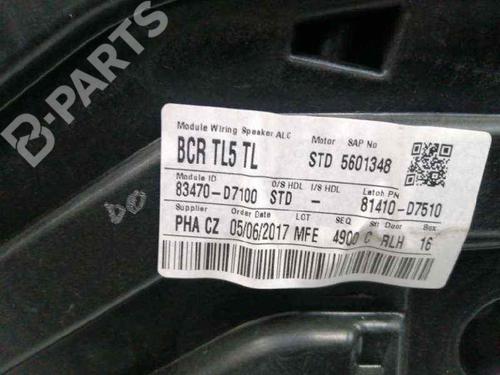 B-PARTS
Module Wiring Speaker ALC Motor SAP No
BCR TL5 TL STD 5601348
Module ID O/S HDL I/S HDL Latch PN
83470-D7100 STD - 81410-D7510
Supplier Order Date LOT SEQ Door Box
PHA CZ 05/06/2017 MFE 4900 C RLH 16